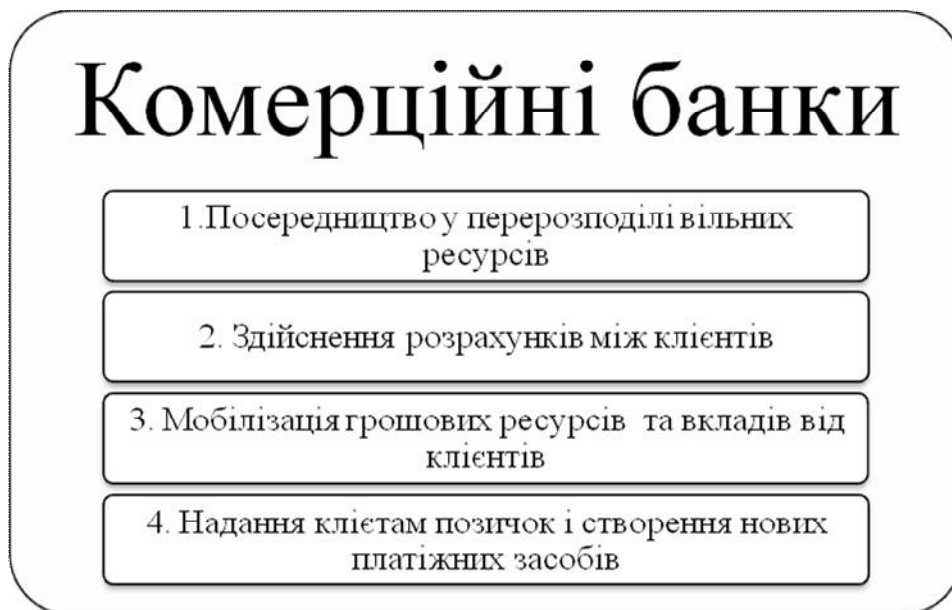 Комерційні банки
1.Посередництво у перерозподілі вільних
ресурсів
2. Здійснення розрахунків між клієнтів
3. Мобілізація грошових ресурсів та вкладів від
клієнтів
4. Надання клієтам позичок і створення нових
платіжних засобів